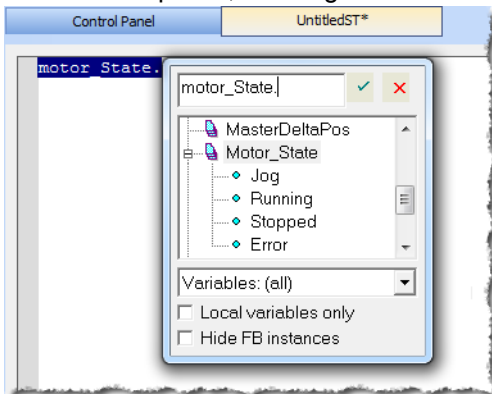 Control Panel
UntitledST*
motor_State.
motor_State.
MasterDeltaPos
Motor_State
Jog
Running
Stopped
Error
Variables: (all)
Local variables only
Hide FB instances